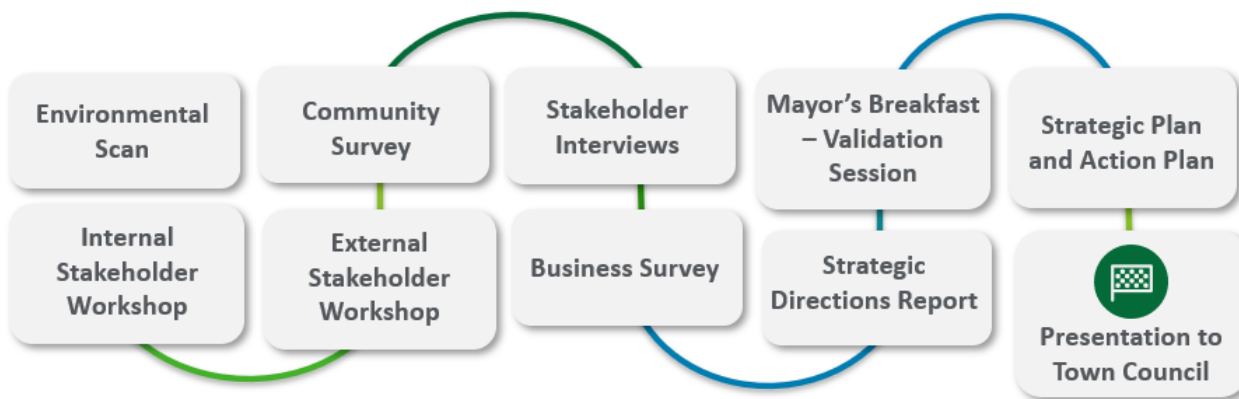 Environmental
Scan
Internal
Stakeholder
Workshop
External
Stakeholder
Workshop
Community
Survey
Stakeholder
Interviews
Business Survey
Strategic
Directions Report
Mayor's Breakfast
– Validation
Session
Strategic Plan
and Action Plan
Presentation to
Town Council